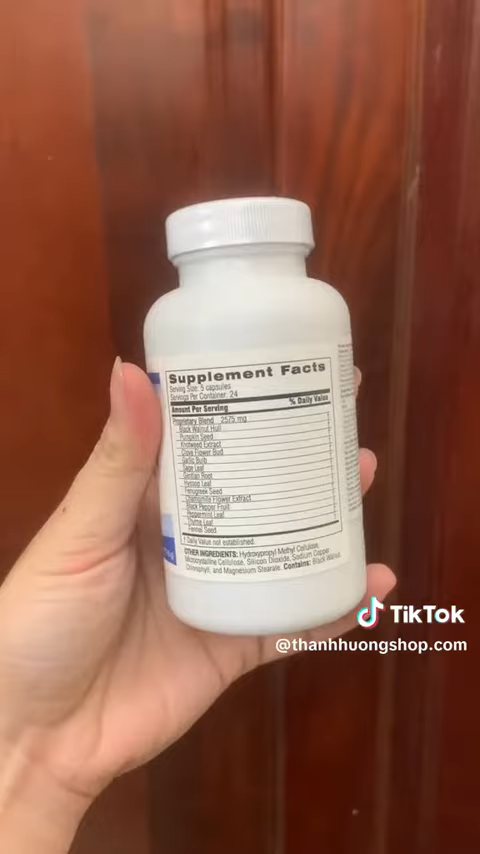 Supplement Facts
Serving Size: 5 capsules
Servings Per Container: 24
Amount Per Serving % Daily Value
Proprietary Blend 2575 mg
Black Walnut Hull
Pumpkin Seed
Knotweed Extract
Clove Flower Bud
Garlic Bulb
Sage Leaf
Gentian Root
Hyssop Leaf
Fenugreek Seed
Chamomile Flower Extract
Black Pepper Fruit
Peppermint Leaf
Thyme Leaf
Fennel Seed
† Daily Value not established.
OTHER INGREDIENTS: Hydroxypropyl Methyl Cellulose,
Microcrystalline Cellulose, Silicon Dioxide, Sodium Copper
Chlorophyll, and Magnesium Stearate. Contains: Black Walnut.
TikTok
@thanhhuongshop.com